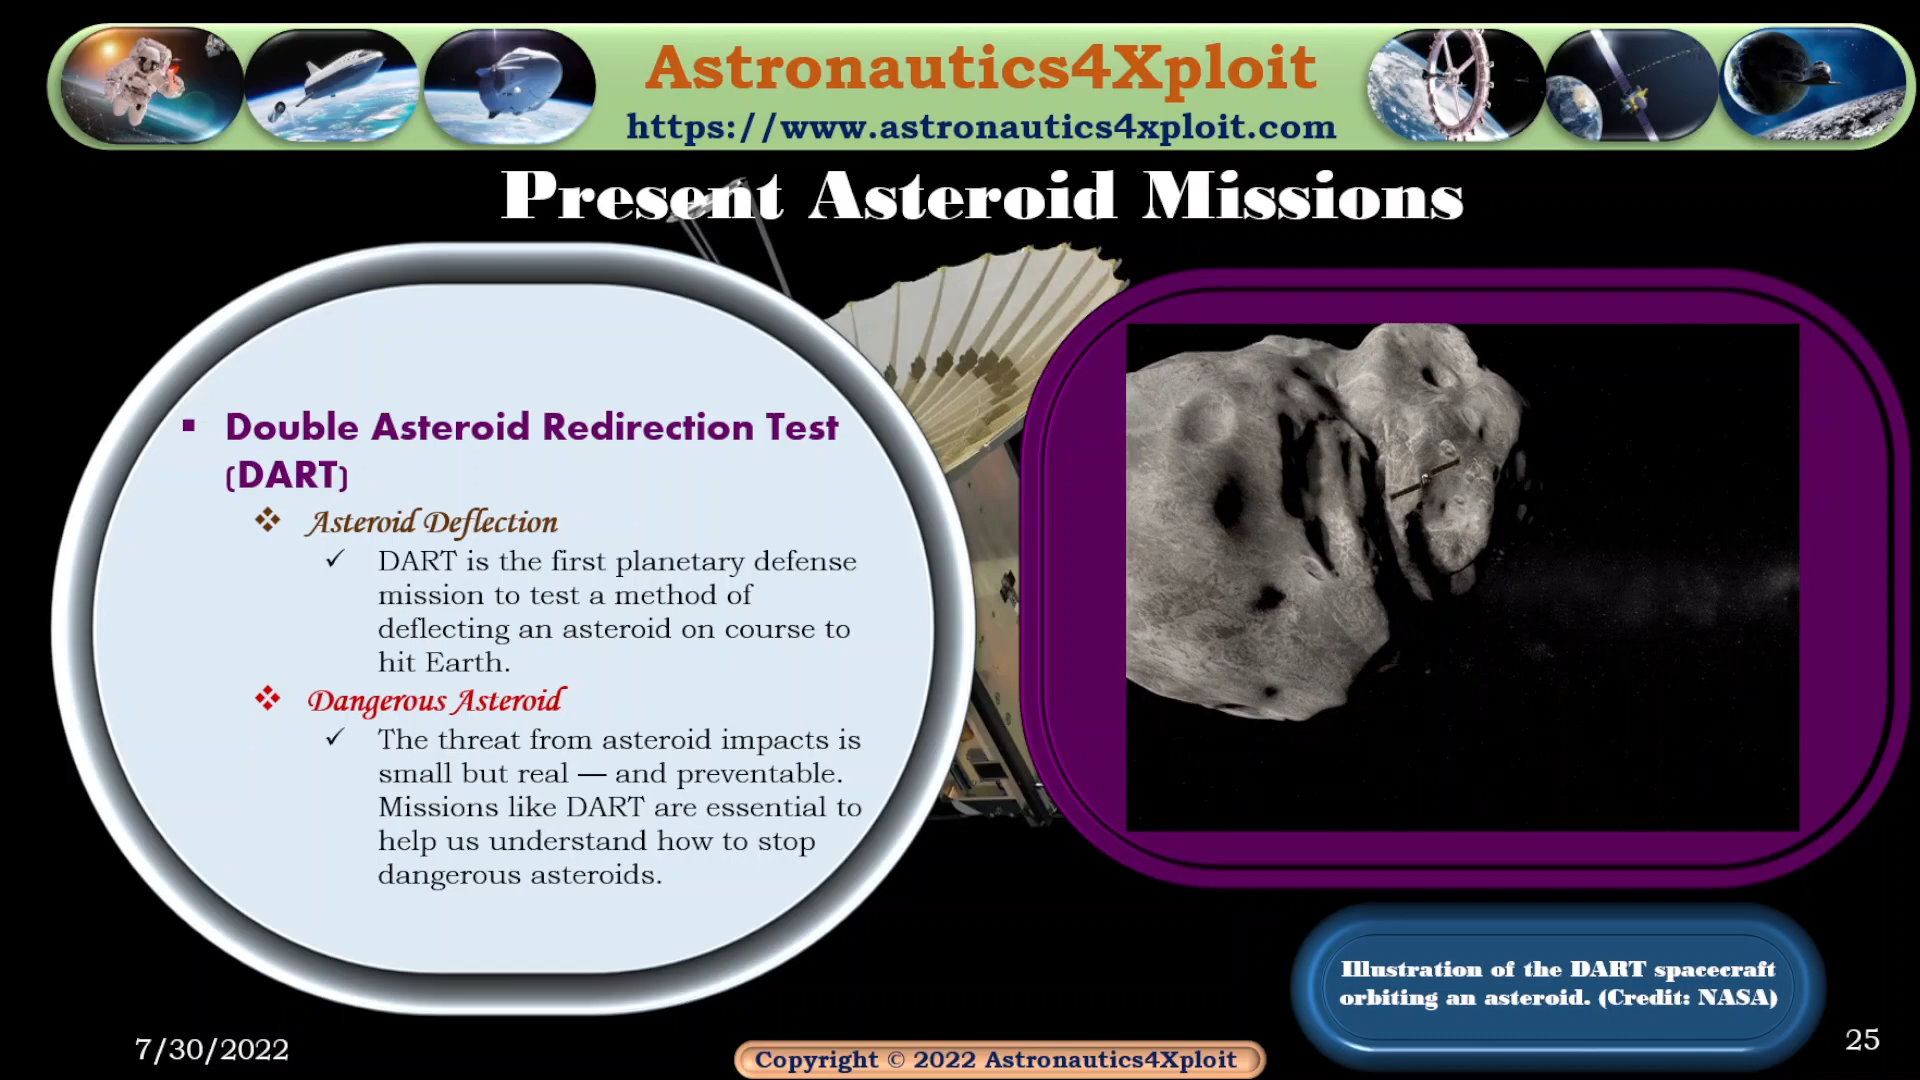 Astronautics4Xploit
https://www.astronautics4xploit.com
Present Asteroid Missions
▪ Double Asteroid Redirection Test
(DART)
❖ Asteroid Deflection
✓ DART is the first planetary defense
mission to test a method of
deflecting an asteroid on course to
hit Earth.
❖ Dangerous Asteroid
✓ The threat from asteroid impacts is
small but real — and preventable.
Missions like DART are essential to
help us understand how to stop
dangerous asteroids.
Illustration of the DART spacecraft
orbiting an asteroid. (Credit: NASA)
7/30/2022
Copyright © 2022 Astronautics4Xploit
25